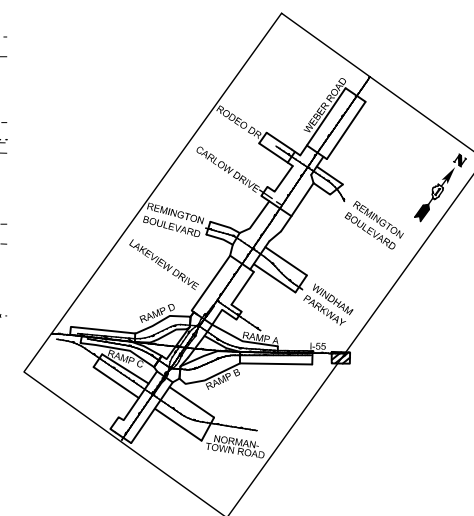 WEBER ROAD
RODEO DR
CARLOW DRIVE
REMINGTON
BOULEVARD
N
REMINGTON
BOULEVARD
LAKEVIEW DRIVE
WINDHAM
PARKWAY
RAMP D
RAMP A
I-55
RAMP C
RAMP B
NORMAN-
TOWN ROAD